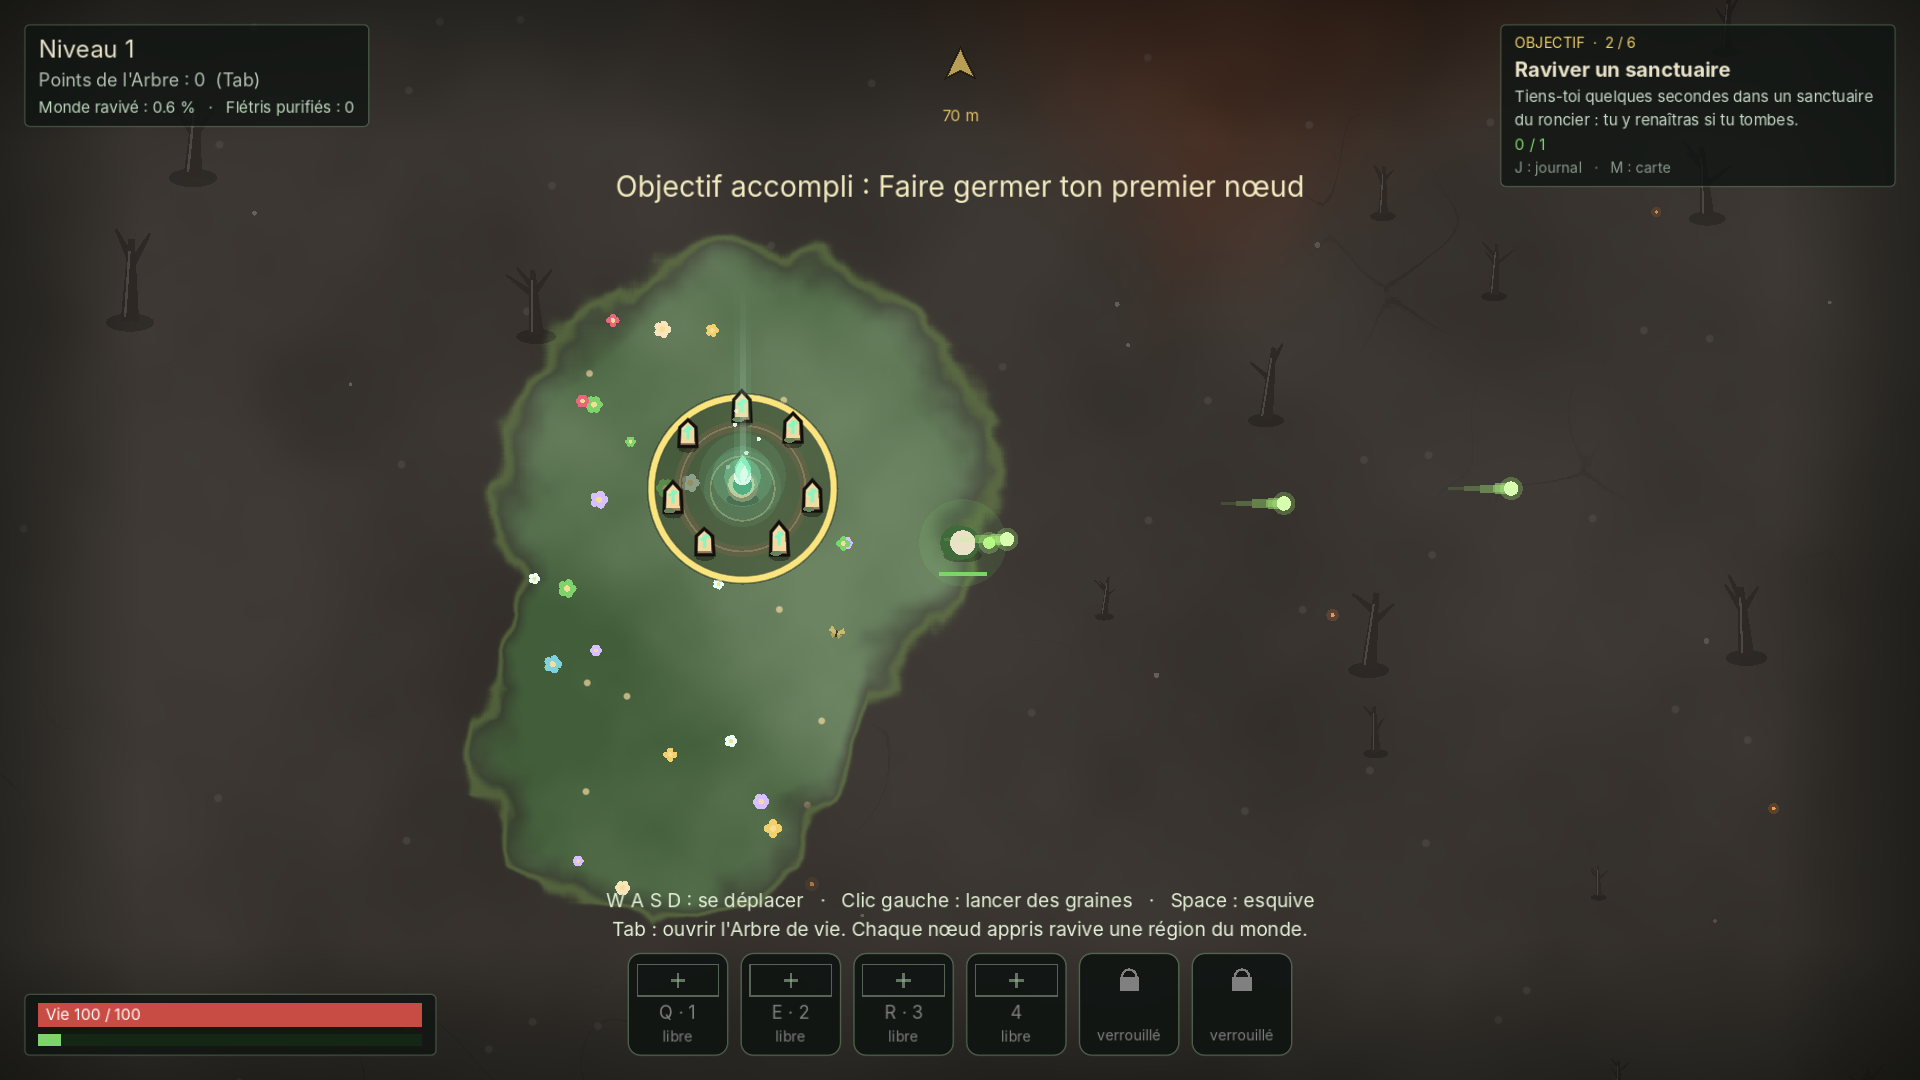 Niveau 1
Points de l'Arbre : 0 (Tab)
Monde ravivé : 0.6 % · Flétris purifiés : 0
70 m
OBJECTIF · 2 / 6
Raviver un sanctuaire
Tiens-toi quelques secondes dans un sanctuaire
du roncier : tu y renaîtras si tu tombes.
0 / 1
J : journal · M : carte
Objectif accompli : Faire germer ton premier nœud
W A S D : se déplacer · Clic gauche : lancer des graines · Space : esquive
Tab : ouvrir l'Arbre de vie. Chaque nœud appris ravive une région du monde.
Vie 100 / 100
Q · 1
libre
E · 2
libre
R · 3
libre
4
libre
verrouillé
verrouillé